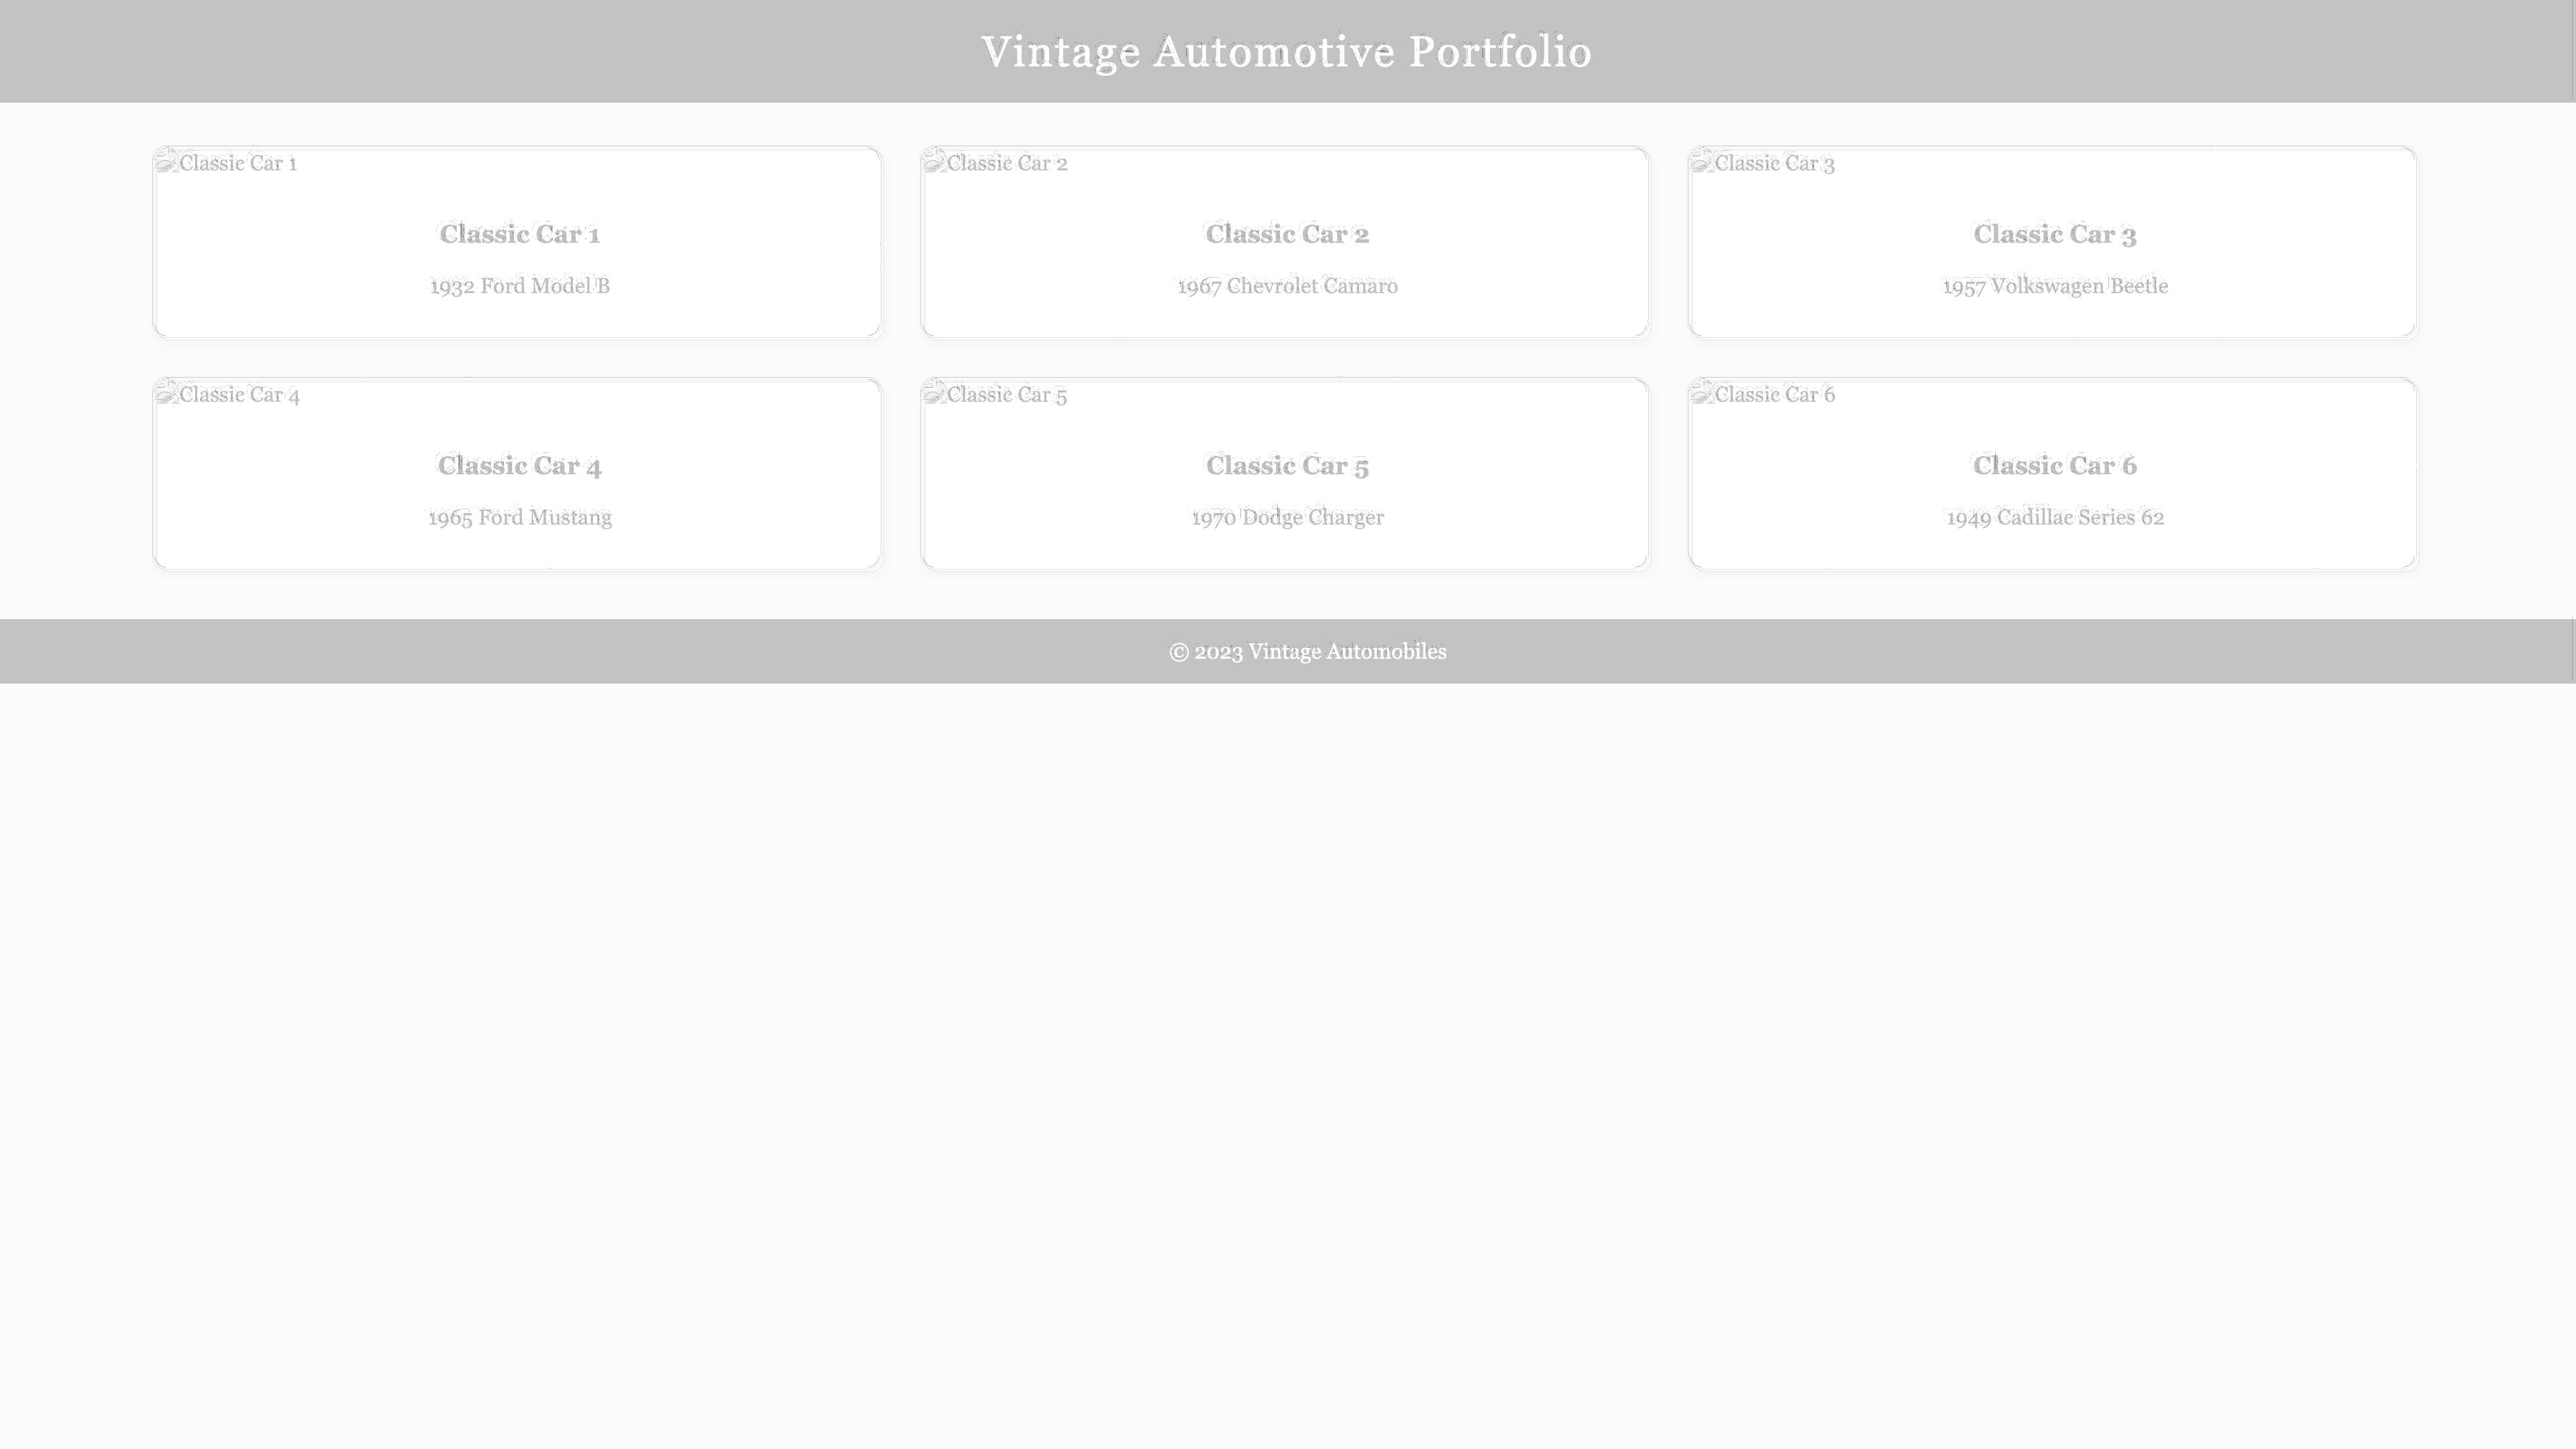 Vintage Automotive Portfolio
Classic Car 1
Classic Car 1
1932 Ford Model B
Classic Car 2
Classic Car 2
1967 Chevrolet Camaro
Classic Car 3
Classic Car 3
1957 Volkswagen Beetle
Classic Car 4
Classic Car 4
1965 Ford Mustang
Classic Car 5
Classic Car 5
1970 Dodge Charger
Classic Car 6
Classic Car 6
1949 Cadillac Series 62
© 2023 Vintage Automobiles